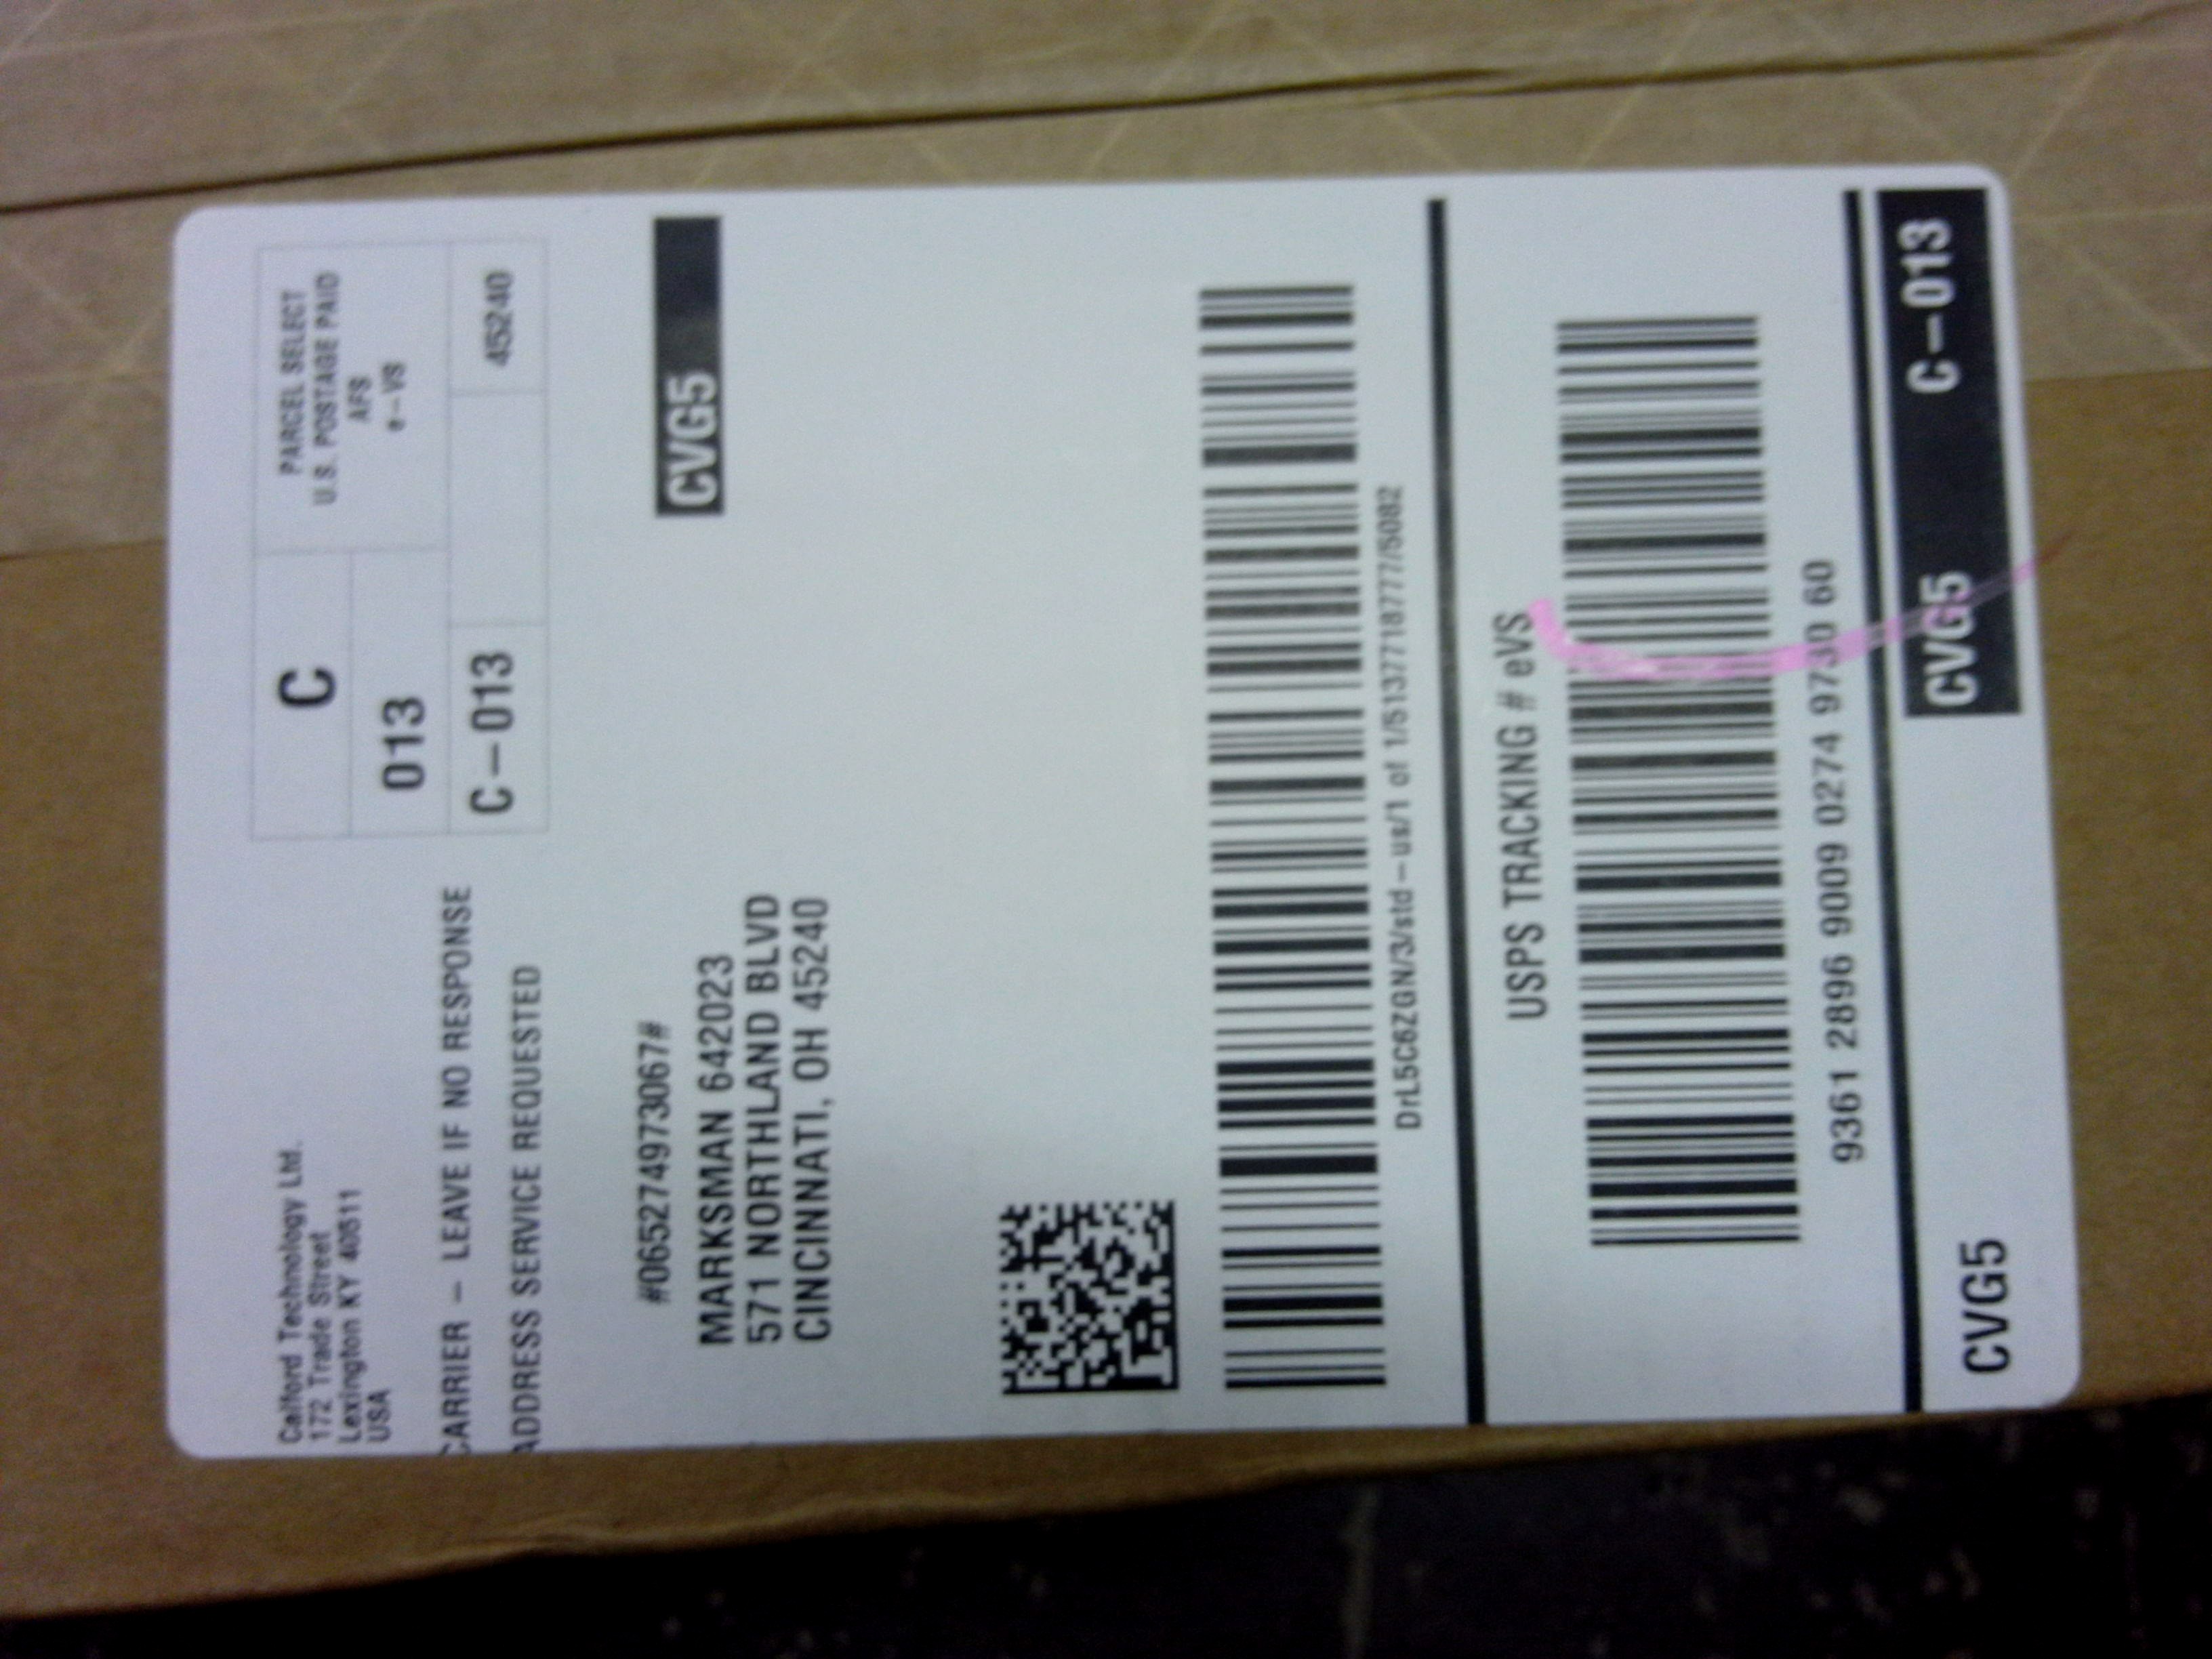 Calford Technology Ltd.
172 Trade Street
Lexington KY 40511
USA
C
013
C-013
PARCEL SELECT
U.S. POSTAGE PAID
AFS
e-VS
45240
CARRIER - LEAVE IF NO RESPONSE
ADDRESS SERVICE REQUESTED
#065274973067#
CVG5
MARKSMAN 642023
571 NORTHLAND BLVD
CINCINNATI, OH 45240
DrL5C6ZGN/3/std-us/1 of 1/5137718777/5082
USPS TRACKING # eVS
9361 2896 9009 0274 9730 60
CVG5
CVG5 C-013